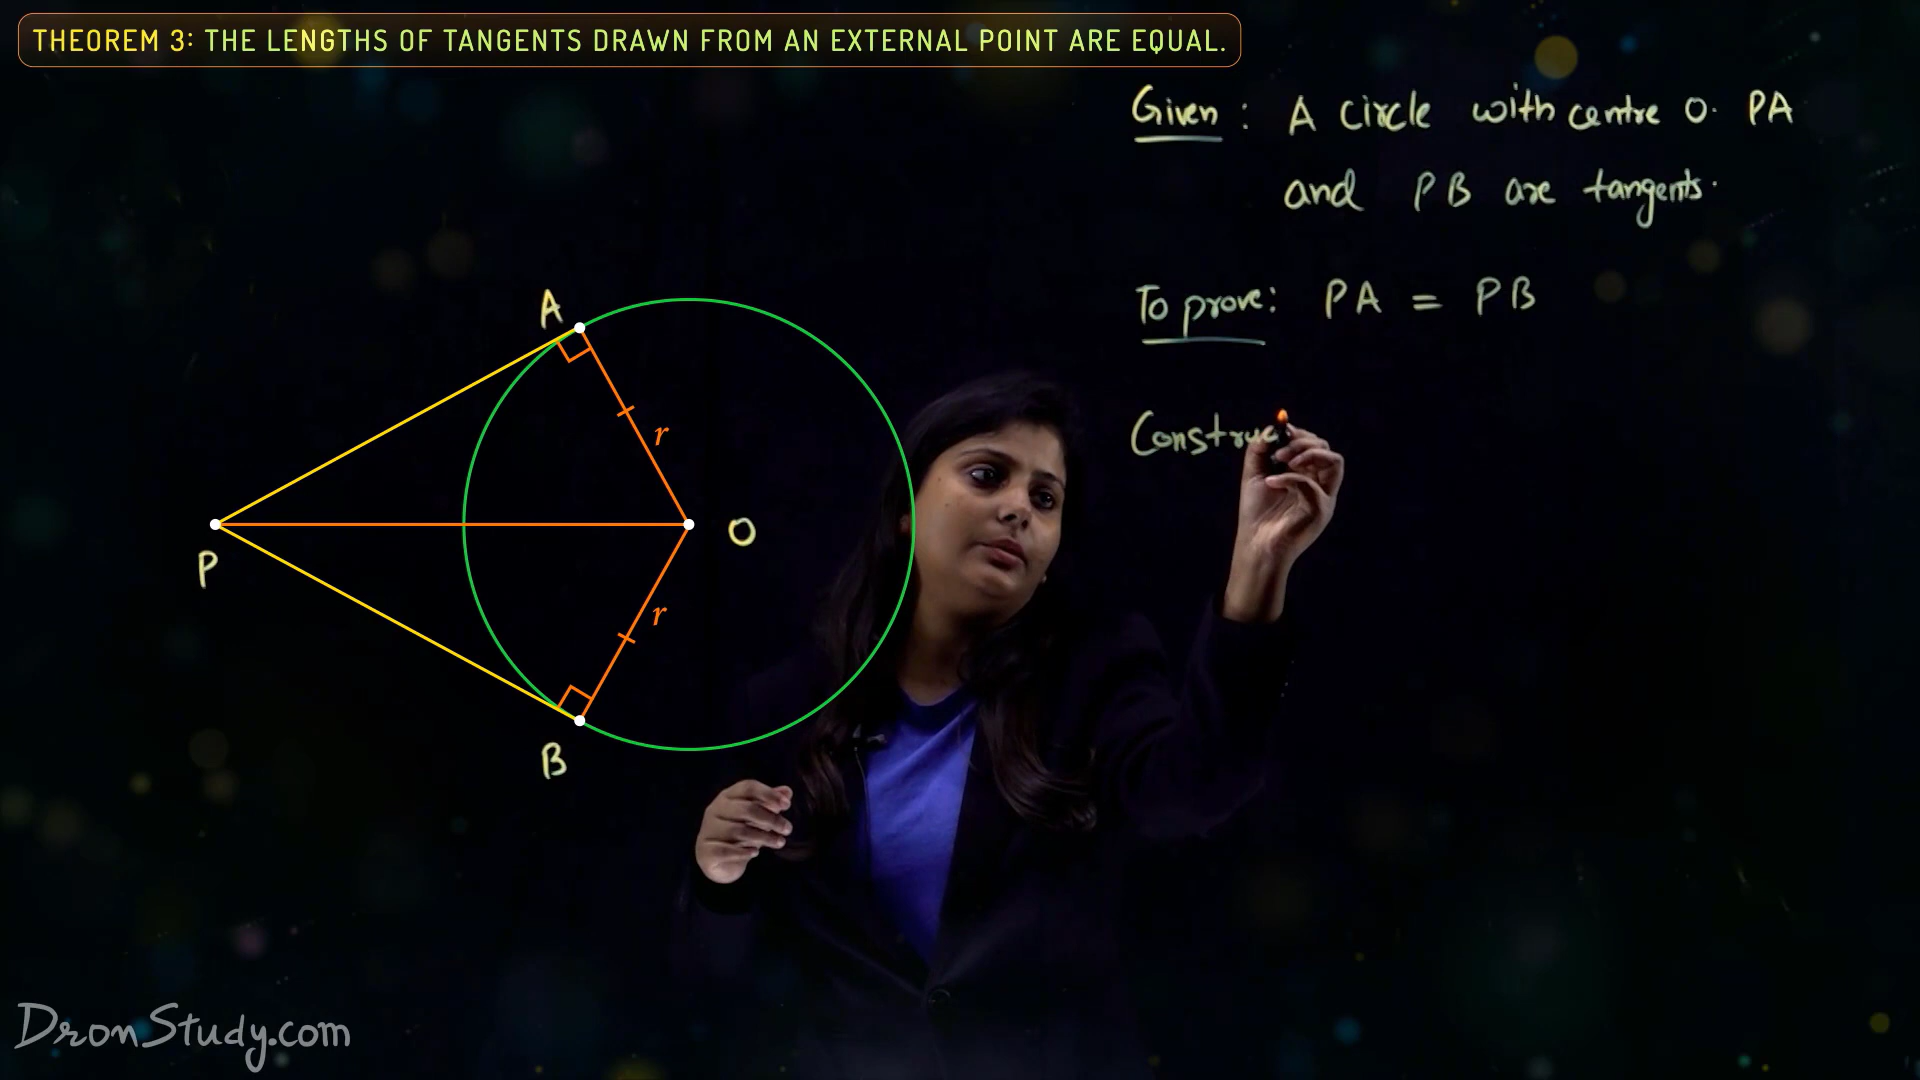 THEOREM 3: THE LENGTHS OF TANGENTS DRAWN FROM AN EXTERNAL POINT ARE EQUAL.
Given : A circle with centre O. PA
and PB are tangents.
To prove: PA = PB
Construc
A
r
O
P
r
B
DronStudy.com